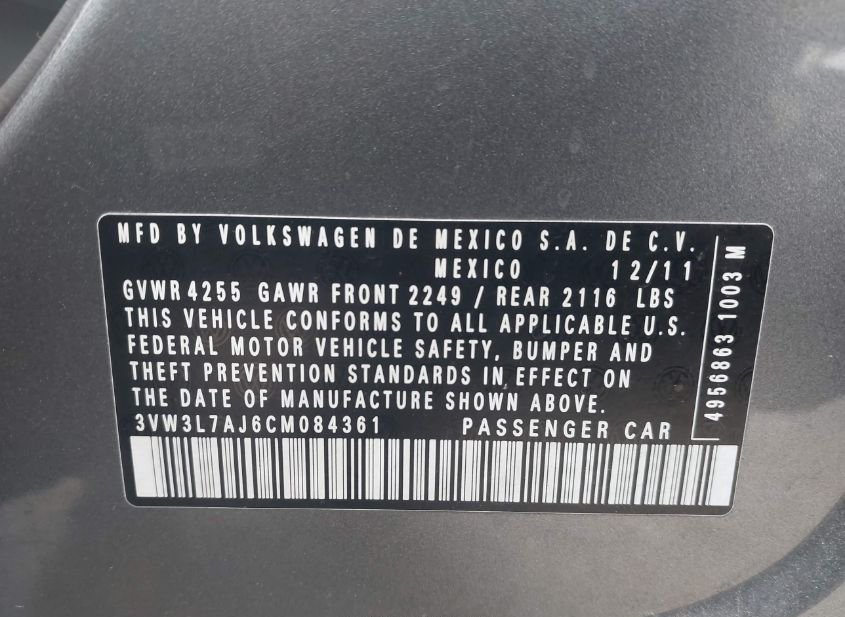 MFD BY VOLKSWAGEN DE MEXICO S.A. DE C.V.
MEXICO 12/11
GVWR 4255 GAWR FRONT 2249 / REAR 2116 LBS
THIS VEHICLE CONFORMS TO ALL APPLICABLE U.S.
FEDERAL MOTOR VEHICLE SAFETY, BUMPER AND
THEFT PREVENTION STANDARDS IN EFFECT ON
THE DATE OF MANUFACTURE SHOWN ABOVE.
3VW3L7AJ6CM084361 PASSENGER CAR
4956863 1003 M